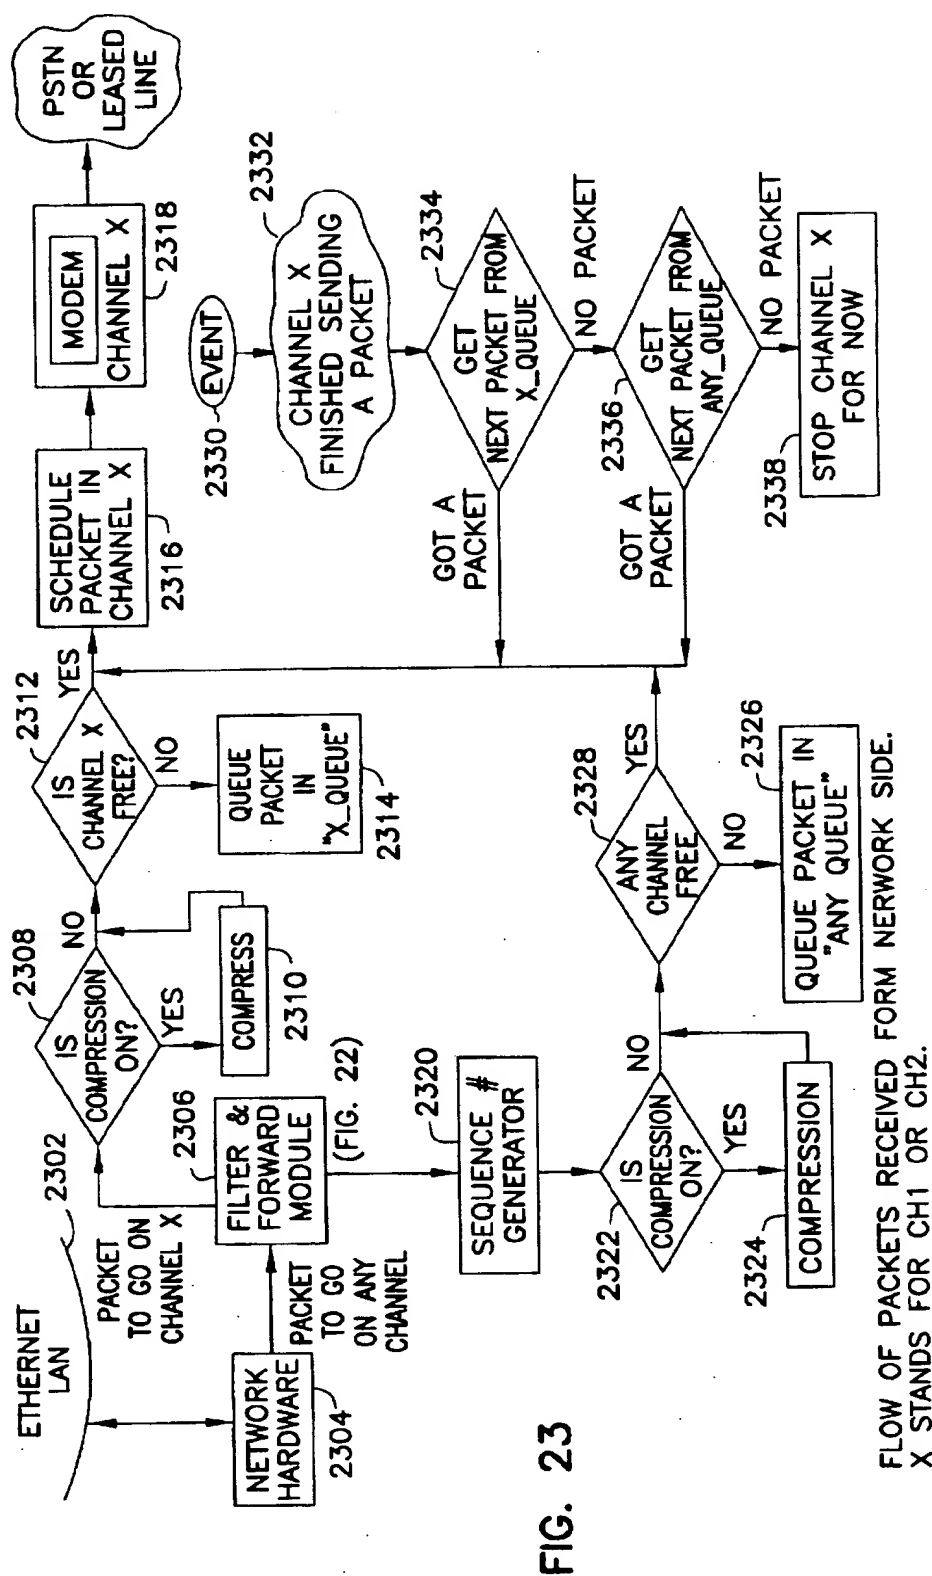 ETHERNET
LAN
2302
NETWORK
HARDWARE
2304
PACKET
TO GO ON
CHANNEL X
PACKET
TO GO
ON ANY
CHANNEL
2306
FILTER &
FORWARD
MODULE
(FIG. 22)
2308
IS
COMPRESSION
ON?
NO
YES
COMPRESS
2310
2312
IS
CHANNEL X
FREE?
YES
NO
QUEUE
PACKET
IN
"X_QUEUE"
2314
SCHEDULE
PACKET IN
CHANNEL X
2316
MODEM
CHANNEL X
2318
PSTN
OR
LEASED
LINE
2320
SEQUENCE #
GENERATOR
2322
IS
COMPRESSION
ON?
NO
YES
2324
COMPRESSION
2328
ANY
CHANNEL
FREE
YES
NO
2326
QUEUE PACKET IN
"ANY QUEUE"
2330
EVENT
2332
CHANNEL X
FINISHED SENDING
A PACKET
2334
GET
NEXT PACKET FROM
X_QUEUE
GOT A
PACKET
NO PACKET
2336
GET
NEXT PACKET FROM
ANY_QUEUE
GOT A
PACKET
NO PACKET
2338
STOP CHANNEL X
FOR NOW
FIG. 23
FLOW OF PACKETS RECEIVED FORM NERWORK SIDE.
X STANDS FOR CH1 OR CH2.